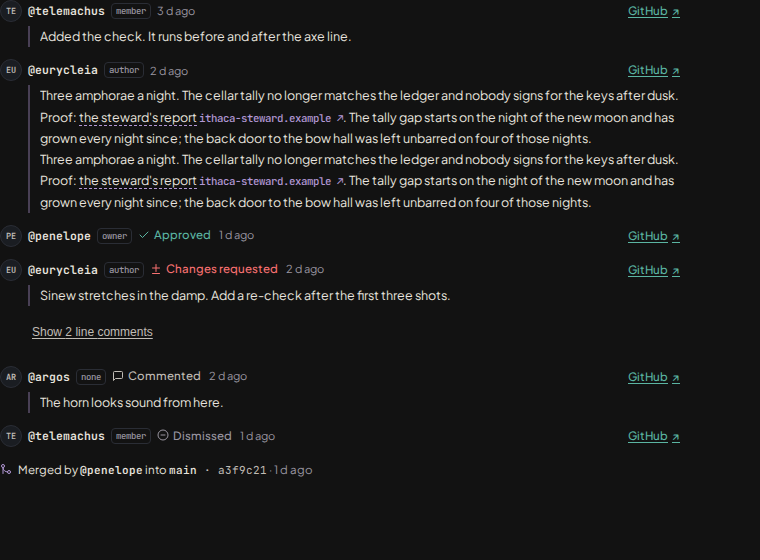 TE @telemachus member 3 d ago GitHub ↗
Added the check. It runs before and after the axe line.
EU @eurycleia author 2 d ago GitHub ↗
Three amphorae a night. The cellar tally no longer matches the ledger and nobody signs for the keys after dusk.
Proof: the steward's report ithaca-steward.example ↗. The tally gap starts on the night of the new moon and has
grown every night since; the back door to the bow hall was left unbarred on four of those nights.
Three amphorae a night. The cellar tally no longer matches the ledger and nobody signs for the keys after dusk.
Proof: the steward's report ithaca-steward.example ↗. The tally gap starts on the night of the new moon and has
grown every night since; the back door to the bow hall was left unbarred on four of those nights.
PE @penelope owner ✓ Approved 1 d ago GitHub ↗
EU @eurycleia author ± Changes requested 2 d ago GitHub ↗
Sinew stretches in the damp. Add a re-check after the first three shots.
Show 2 line comments
AR @argos none Commented 2 d ago GitHub ↗
The horn looks sound from here.
TE @telemachus member Dismissed 1 d ago GitHub ↗
Merged by @penelope into main · a3f9c21 · 1 d ago